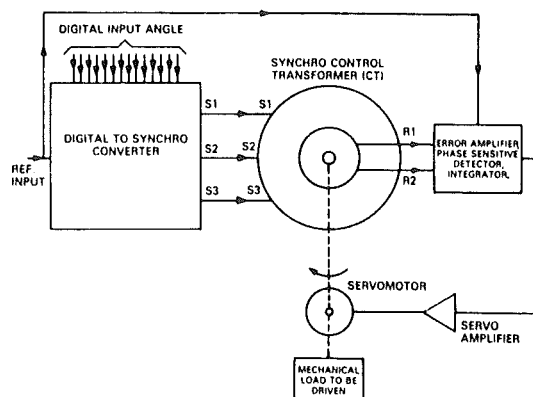 DIGITAL INPUT ANGLE
SYNCHRO CONTROL
TRANSFORMER (CT)
S1
S1
DIGITAL TO SYNCHRO
CONVERTER
S2
S2
S3
S3
REF.
INPUT
R1
R2
ERROR AMPLIFIER,
PHASE SENSITIVE
DETECTOR,
INTEGRATOR,
SERVOMOTOR
SERVO
AMPLIFIER
MECHANICAL
LOAD TO BE
DRIVEN